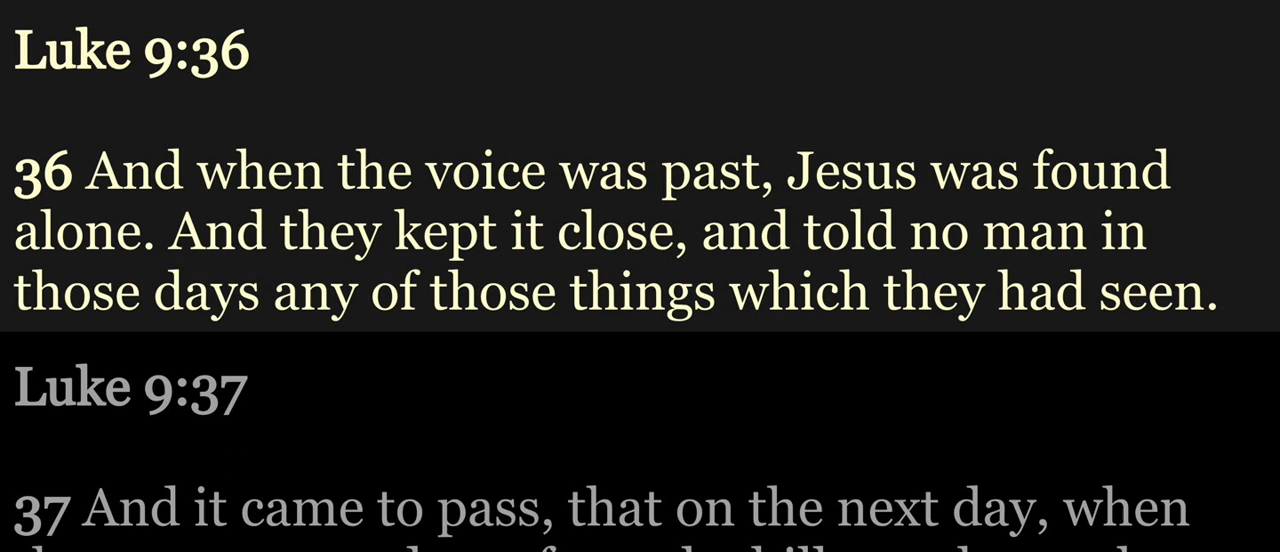 Luke 9:36
36 And when the voice was past, Jesus was found
alone. And they kept it close, and told no man in
those days any of those things which they had seen.
Luke 9:37
37 And it came to pass, that on the next day, when